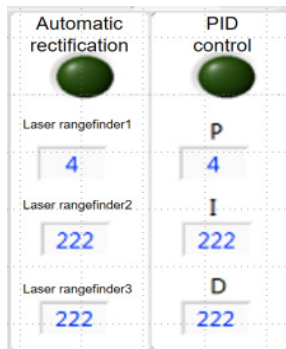 Automatic
rectification
Laser rangefinder1
4
Laser rangefinder2
222
Laser rangefinder3
222
PID
control
P
4
I
222
D
222